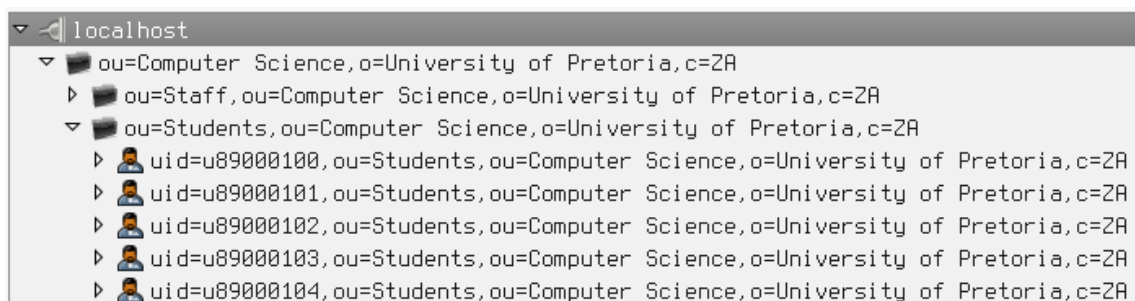 localhost
ou=Computer Science,o=University of Pretoria,c=ZA
ou=Staff,ou=Computer Science,o=University of Pretoria,c=ZA
ou=Students,ou=Computer Science,o=University of Pretoria,c=ZA
uid=u89000100,ou=Students,ou=Computer Science,o=University of Pretoria,c=ZA
uid=u89000101,ou=Students,ou=Computer Science,o=University of Pretoria,c=ZA
uid=u89000102,ou=Students,ou=Computer Science,o=University of Pretoria,c=ZA
uid=u89000103,ou=Students,ou=Computer Science,o=University of Pretoria,c=ZA
uid=u89000104,ou=Students,ou=Computer Science,o=University of Pretoria,c=ZA